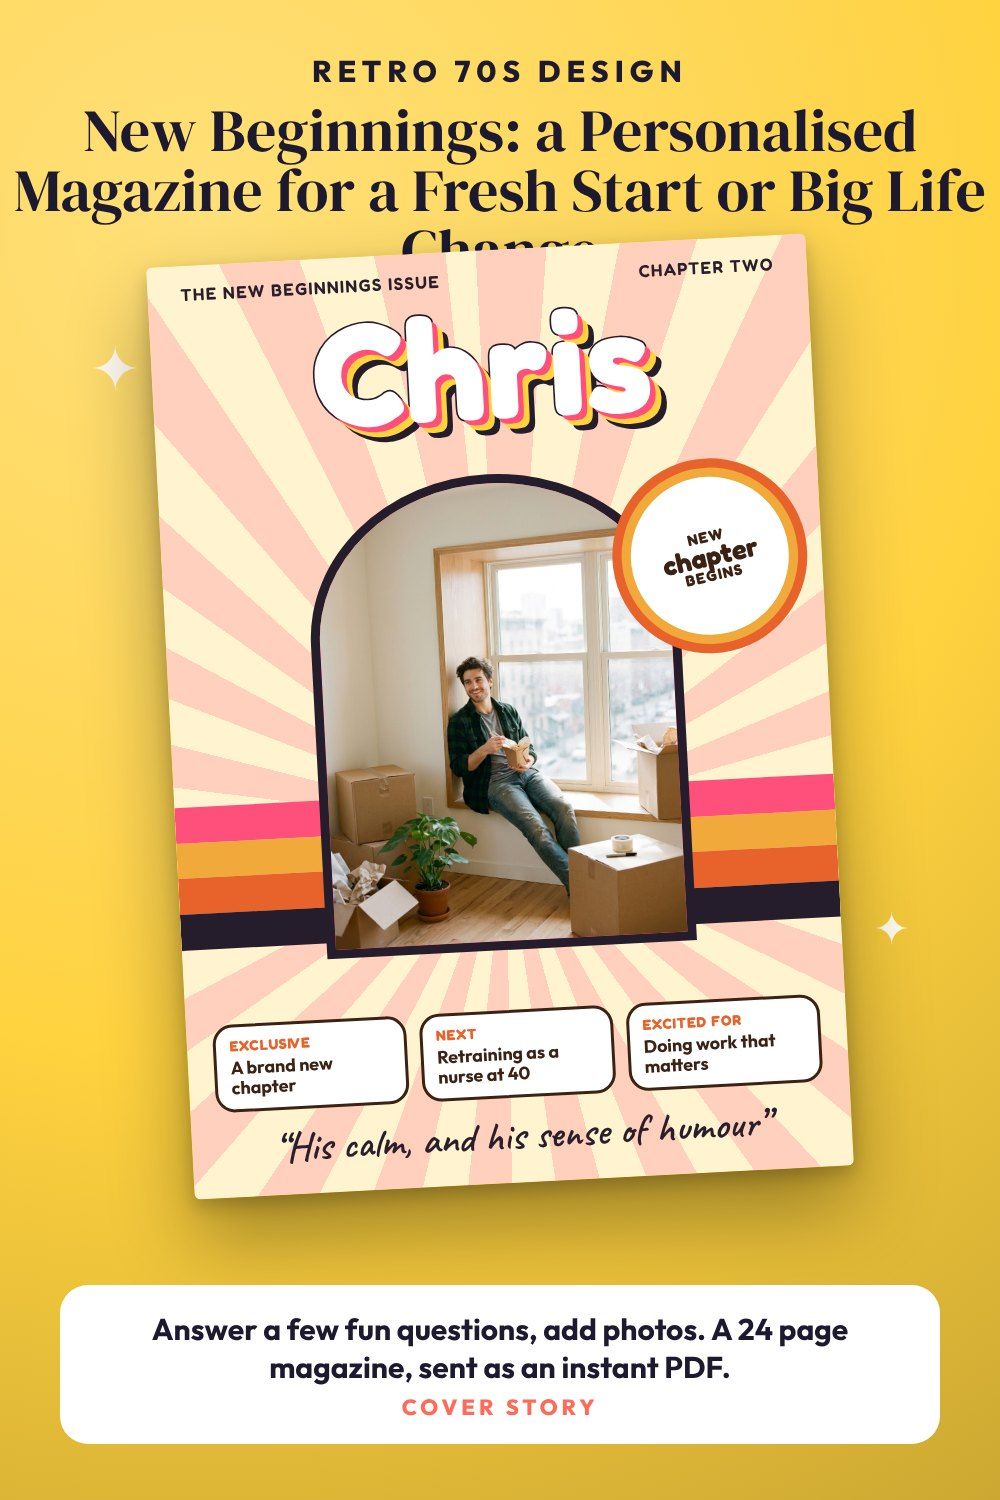 RETRO 70S DESIGN
New Beginnings: a Personalised
Magazine for a Fresh Start or Big Life
THE NEW BEGINNINGS ISSUE
CHAPTER TWO
Chris
NEW
chapter
BEGINS
EXCLUSIVE
A brand new
chapter
NEXT
Retraining as a
nurse at 40
EXCITED FOR
Doing work that
matters
“His calm, and his sense of humour”
Answer a few fun questions, add photos. A 24 page
magazine, sent as an instant PDF.
COVER STORY